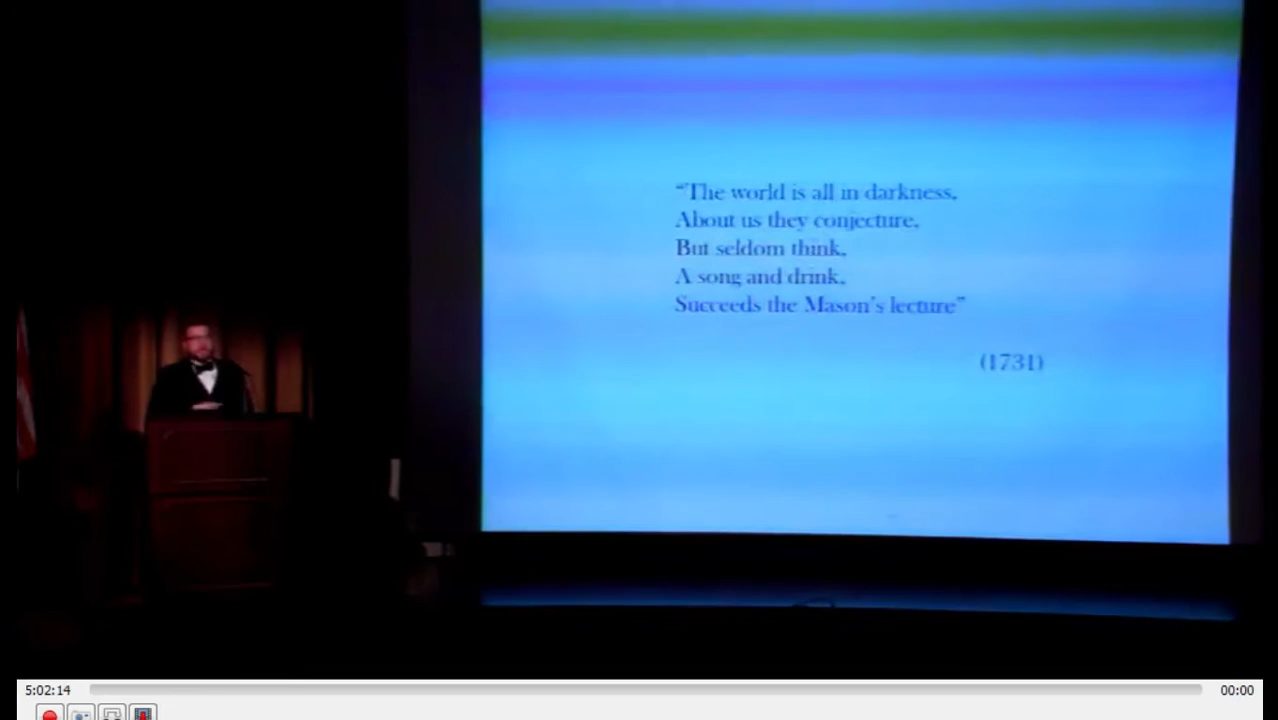 “The world is all in darkness,
About us they conjecture,
But seldom think,
A song and drink,
Succeeds the Mason’s lecture”
(1731)
5:02:14
00:00